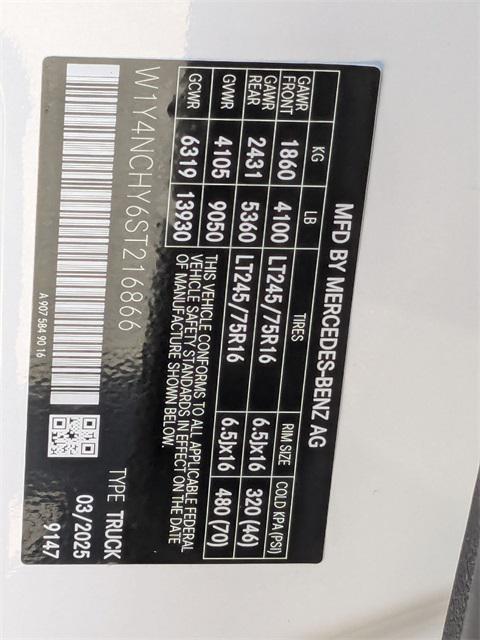 MFD BY MERCEDES-BENZ AG
KG LB TIRES RIM SIZE COLD KPA (PSI)
GAWR FRONT 1860 4100 LT245/75R16 6.5Jx16 320 (46)
GAWR REAR 2431 5360 LT245/75R16 6.5Jx16 480 (70)
GVWR 4105 9050
GCWR 6319 13930
THIS VEHICLE CONFORMS TO ALL APPLICABLE FEDERAL
VEHICLE SAFETY STANDARDS IN EFFECT ON THE DATE
OF MANUFACTURE SHOWN BELOW.
W1Y4NCHY6ST216866
TYPE TRUCK
03/2025
A 907 584 90 16
9147